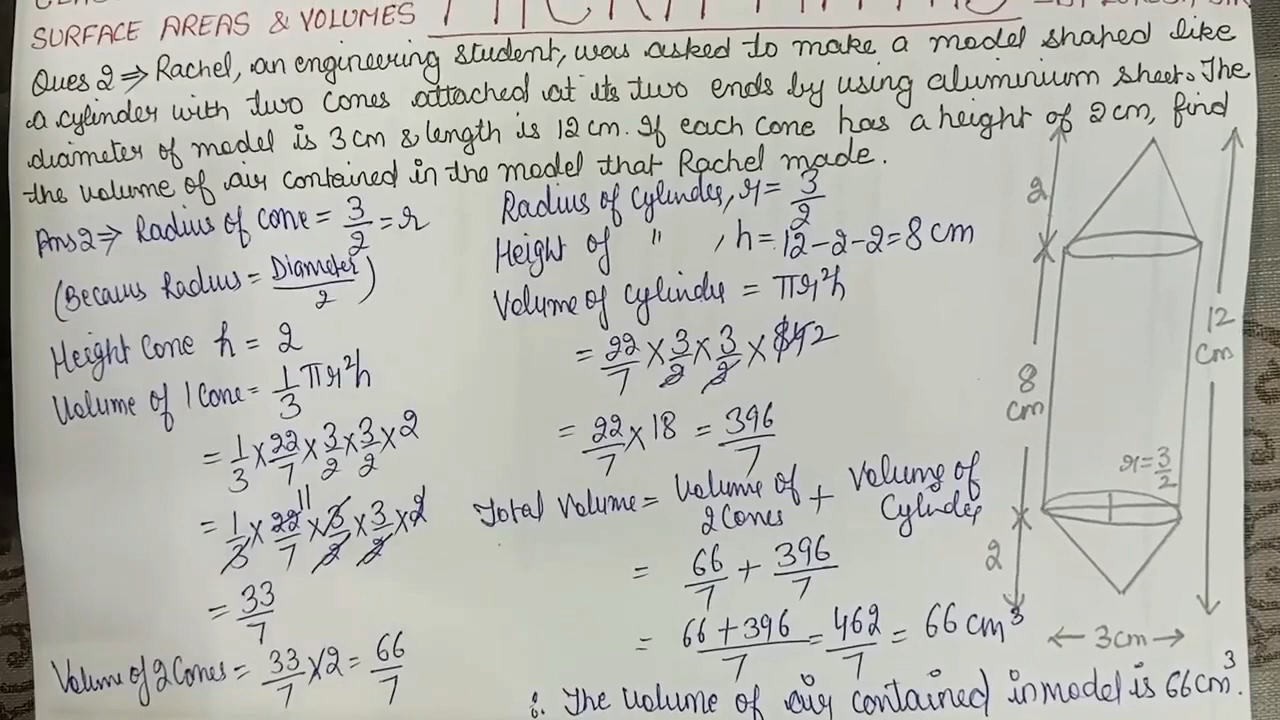 SURFACE AREAS & VOLUMES
Ques 2 ⇒ Rachel, an engineering student, was asked to make a model shaped like
a cylinder with two cones attached at its two ends by using aluminium sheet. The
diameter of model is 3 cm & length is 12 cm. If each cone has a height of 2 cm, find
the volume of air contained in the model that Rachel made.
Ans 2 ⇒ Radius of cone = 3/2 = r
(Becaus Radius = Diameter/2)
Height Cone h = 2
Volume of 1 Cone = 1/3 πr²h
= 1/3 × 22/7 × 3/2 × 3/2 × 2
= 1/3 × 22/7 11 × 3/2 × 3/2 × 2
= 33/7
Volume of 2 Cones = 33/7 × 2 = 66/7
Radius of Cylinder, r = 3/2
Height of " , h = 12 - 2 - 2 = 8 cm
Volume of Cylinder = πr²h
= 22/7 × 3/2 × 3/2 × 8 4 2
= 22/7 × 18 = 396/7
Total Volume = Volume of 2 Cones + Volume of Cylinder
= 66/7 + 396/7
= 66 + 396/7 = 462/7 = 66 cm³
∴ The volume of air contained in model is 66 cm³.
2
8 cm
2
12 cm
r = 3/2
← 3 cm →